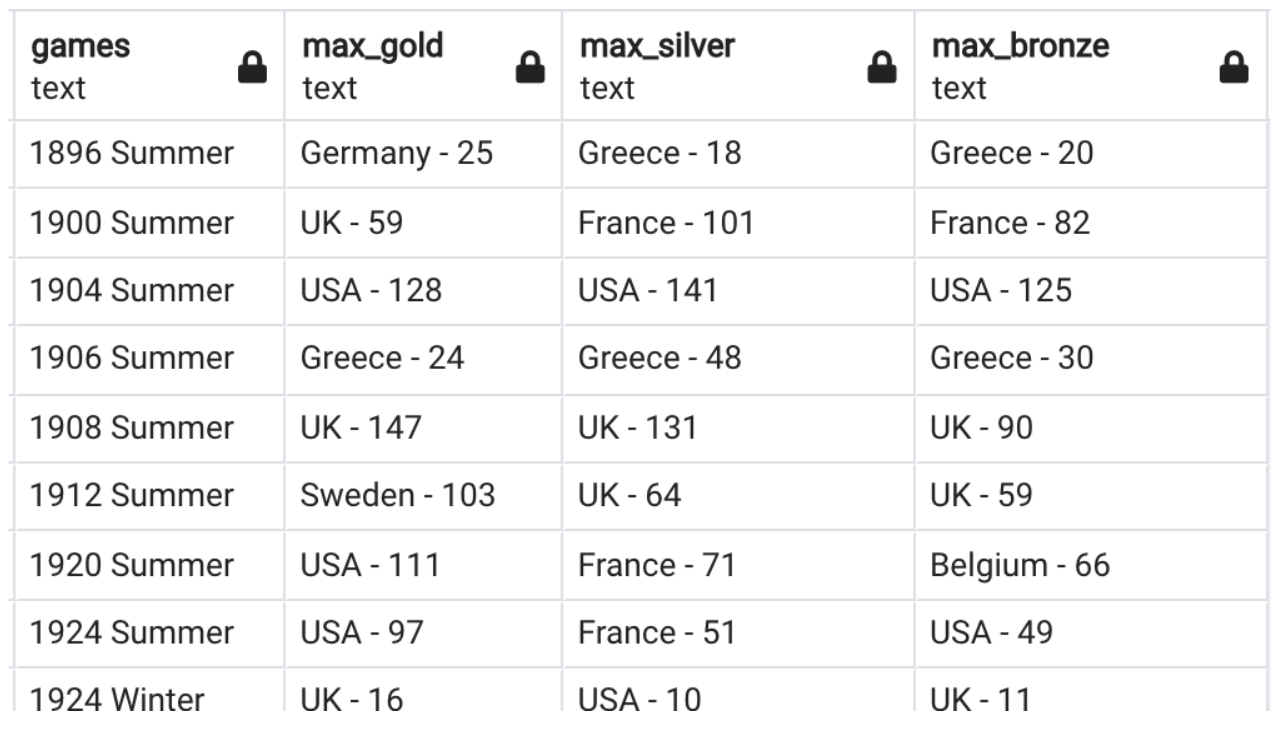 games max_gold max_silver max_bronze
text text text text
1896 Summer Germany - 25 Greece - 18 Greece - 20
1900 Summer UK - 59 France - 101 France - 82
1904 Summer USA - 128 USA - 141 USA - 125
1906 Summer Greece - 24 Greece - 48 Greece - 30
1908 Summer UK - 147 UK - 131 UK - 90
1912 Summer Sweden - 103 UK - 64 UK - 59
1920 Summer USA - 111 France - 71 Belgium - 66
1924 Summer USA - 97 France - 51 USA - 49
1924 Winter UK - 16 USA - 10 UK - 11